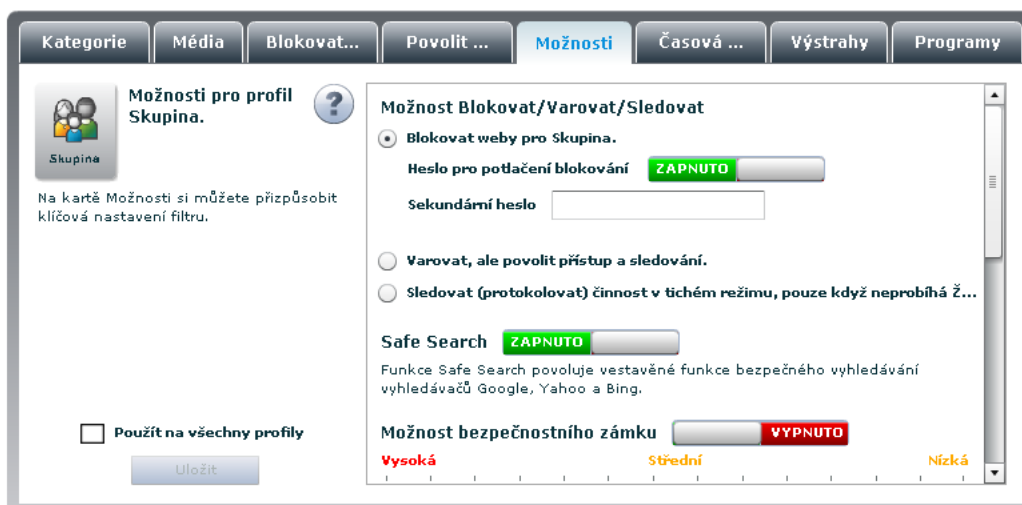 Kategorie Média Blokovat... Povolit ... Možnosti Časová ... Výstrahy Programy
Možnosti pro profil
Skupina.
?
Skupina
Na kartě Možnosti si můžete přizpůsobit
klíčová nastavení filtru.
Použít na všechny profily
Uložit
Možnost Blokovat/Varovat/Sledovat
Blokovat weby pro Skupina.
Heslo pro potlačení blokování ZAPNUTO
Sekundární heslo
Varovat, ale povolit přístup a sledování.
Sledovat (protokolovat) činnost v tichém režimu, pouze když neprobíhá Ž...
Safe Search ZAPNUTO
Funkce Safe Search povoluje vestavěné funkce bezpečného vyhledávání
vyhledávačů Google, Yahoo a Bing.
Možnost bezpečnostního zámku VYPNUTO
Vysoká Střední Nízká